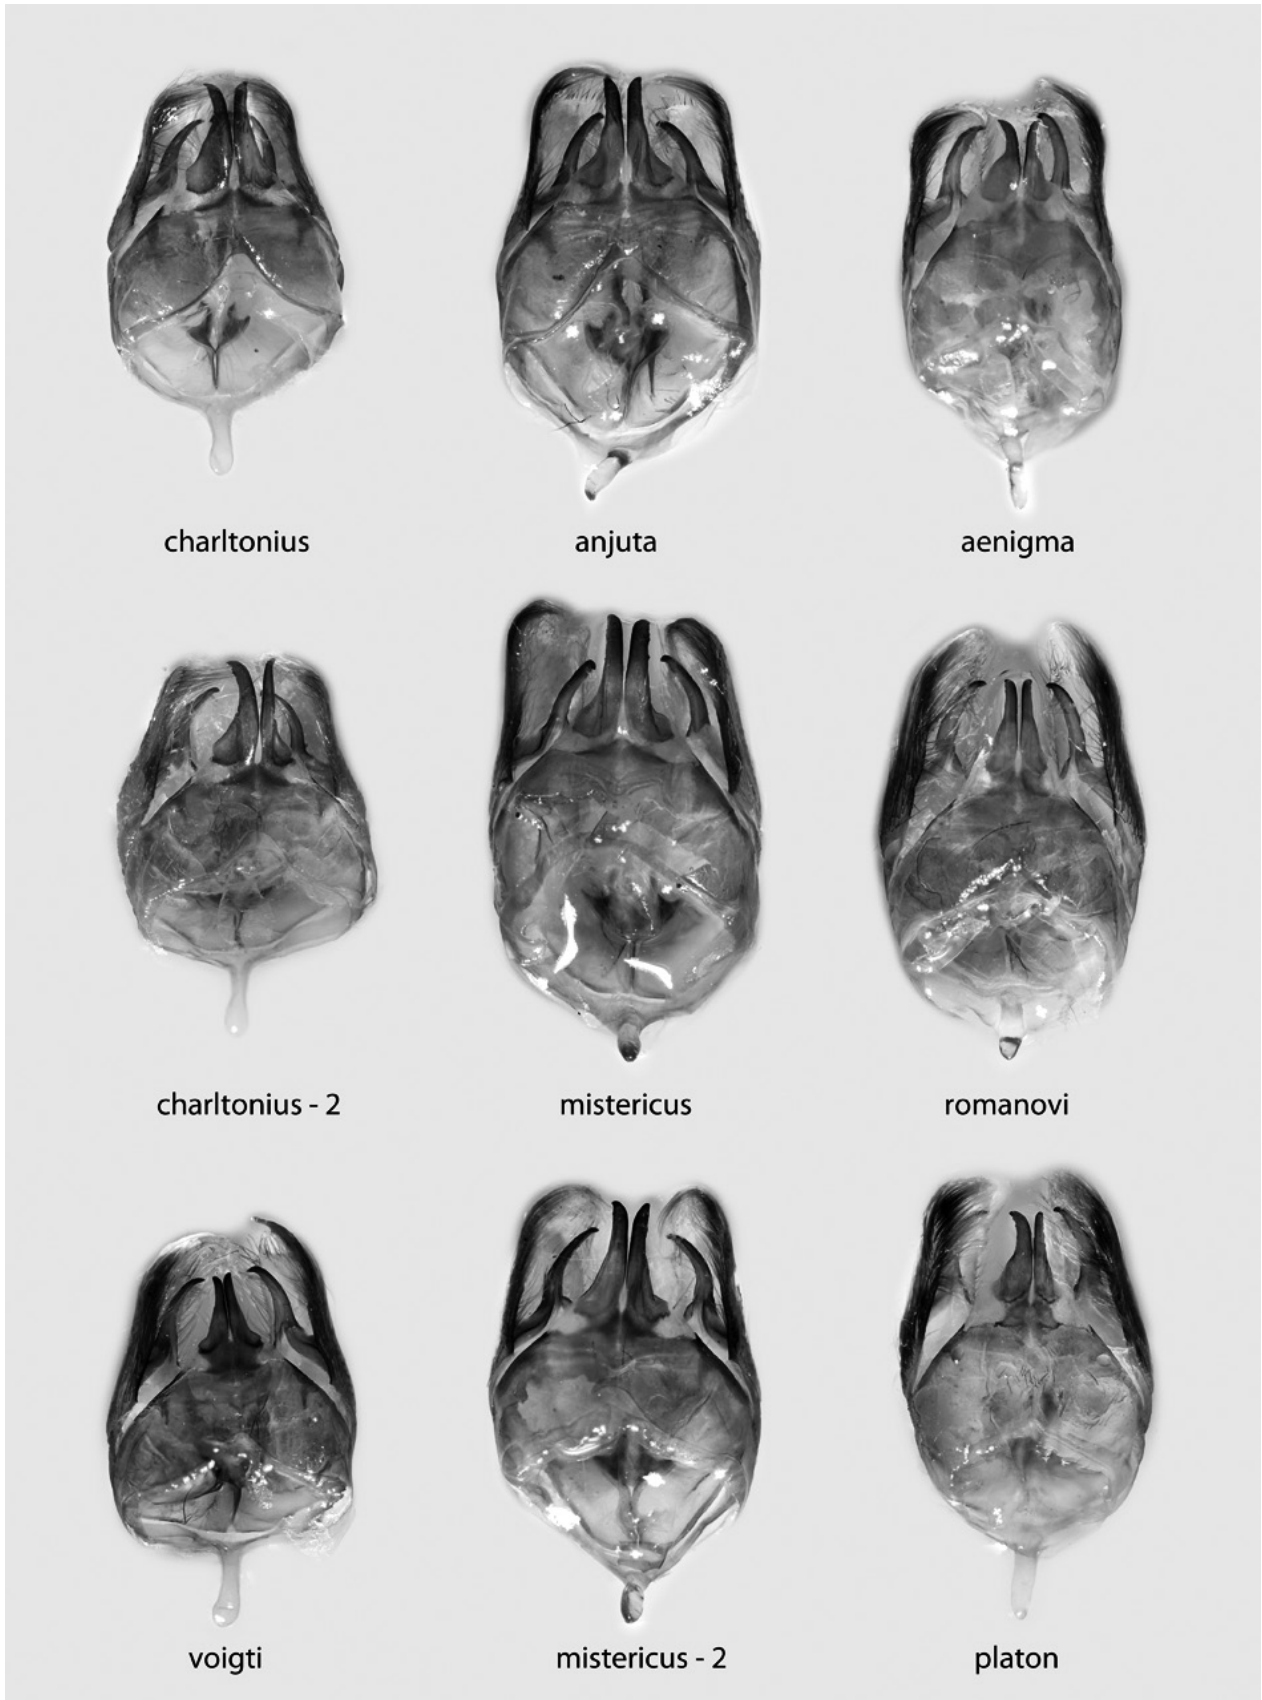 charltonius
anjuta
aenigma
charltonius - 2
mistericus
romanovi
voigti
mistericus - 2
platon